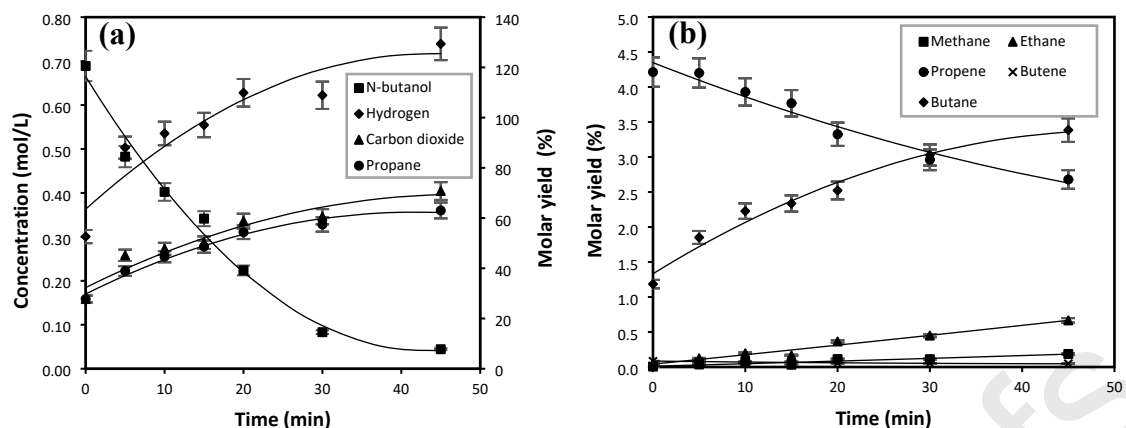 (a)
0.80
0.70
0.60
0.50
0.40
0.30
0.20
0.10
0.00
Concentration (mol/L)
140
120
100
80
60
40
20
0
Molar yield (%)
N-butanol
Hydrogen
Carbon dioxide
Propane
0 10 20 30 40 50
Time (min)
(b)
5.0
4.5
4.0
3.5
3.0
2.5
2.0
1.5
1.0
0.5
0.0
Molar yield (%)
Methane Ethane
Propene Butene
Butane
0 10 20 30 40 50
Time (min)
fs